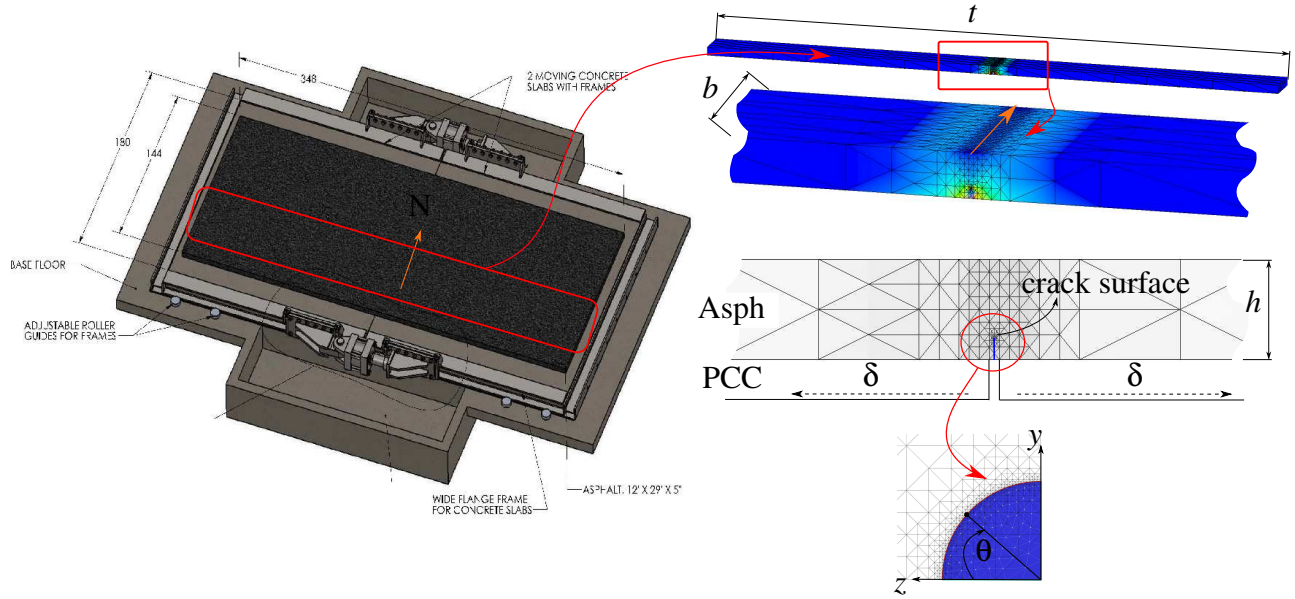 348
2 MOVING CONCRETE
SLABS WITH FRAMES
180
144
N
BASE FLOOR
ADJUSTABLE ROLLER
GUIDES FOR FRAMES
WIDE FLANGE FRAME
FOR CONCRETE SLABS
ASPHALT. 12' X 29' X 5"
t
b
Asph
crack surface
h
PCC
δ
δ
y
θ
z